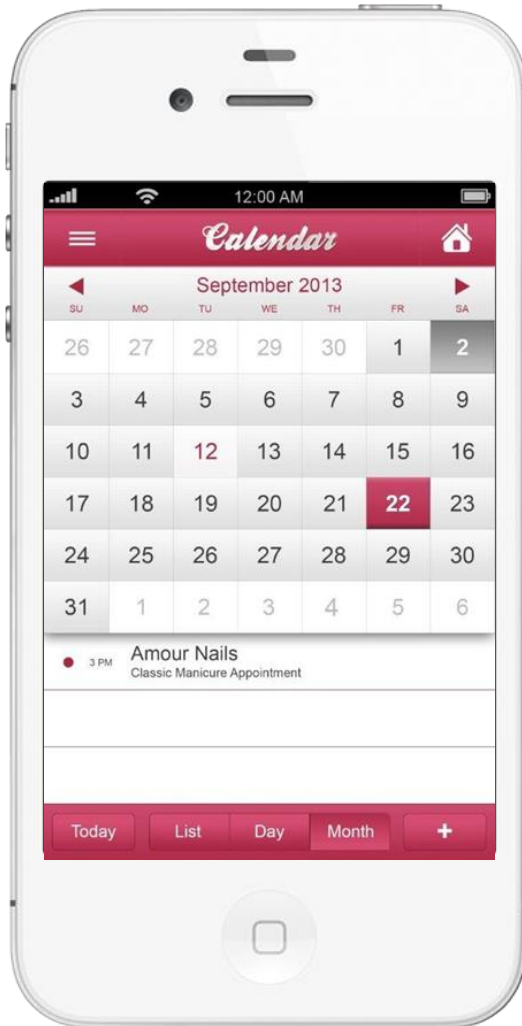 12:00 AM
Calendar
September 2013
SU MO TU WE TH FR SA
26 27 28 29 30 1 2
3 4 5 6 7 8 9
10 11 12 13 14 15 16
17 18 19 20 21 22 23
24 25 26 27 28 29 30
31 1 2 3 4 5 6
3 PM Amour Nails
Classic Manicure Appointment
Today List Day Month +